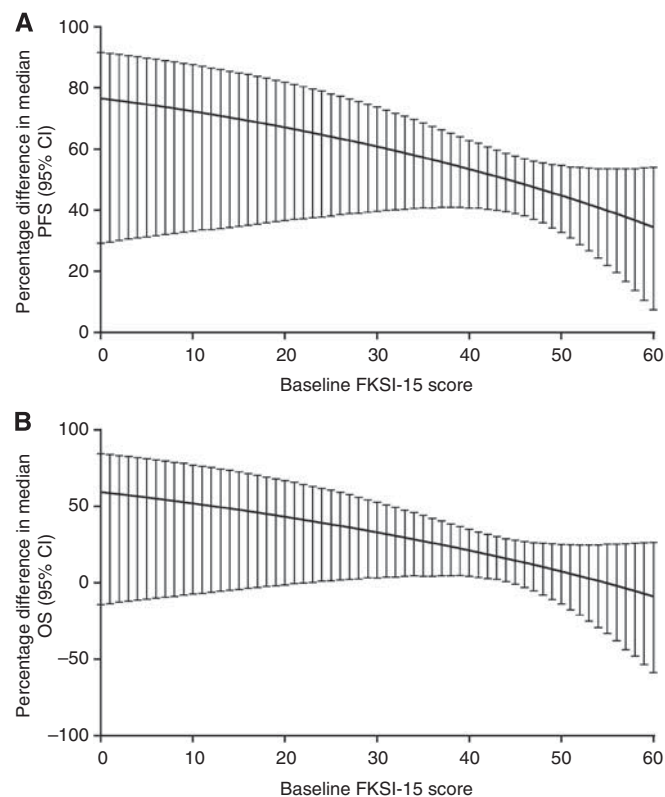 A
Percentage difference in median
PFS (95% CI)
100
80
60
40
20
0
0 10 20 30 40 50 60
Baseline FKSI-15 score
B
Percentage difference in median
OS (95% CI)
100
50
0
−50
−100
0 10 20 30 40 50 60
Baseline FKSI-15 score